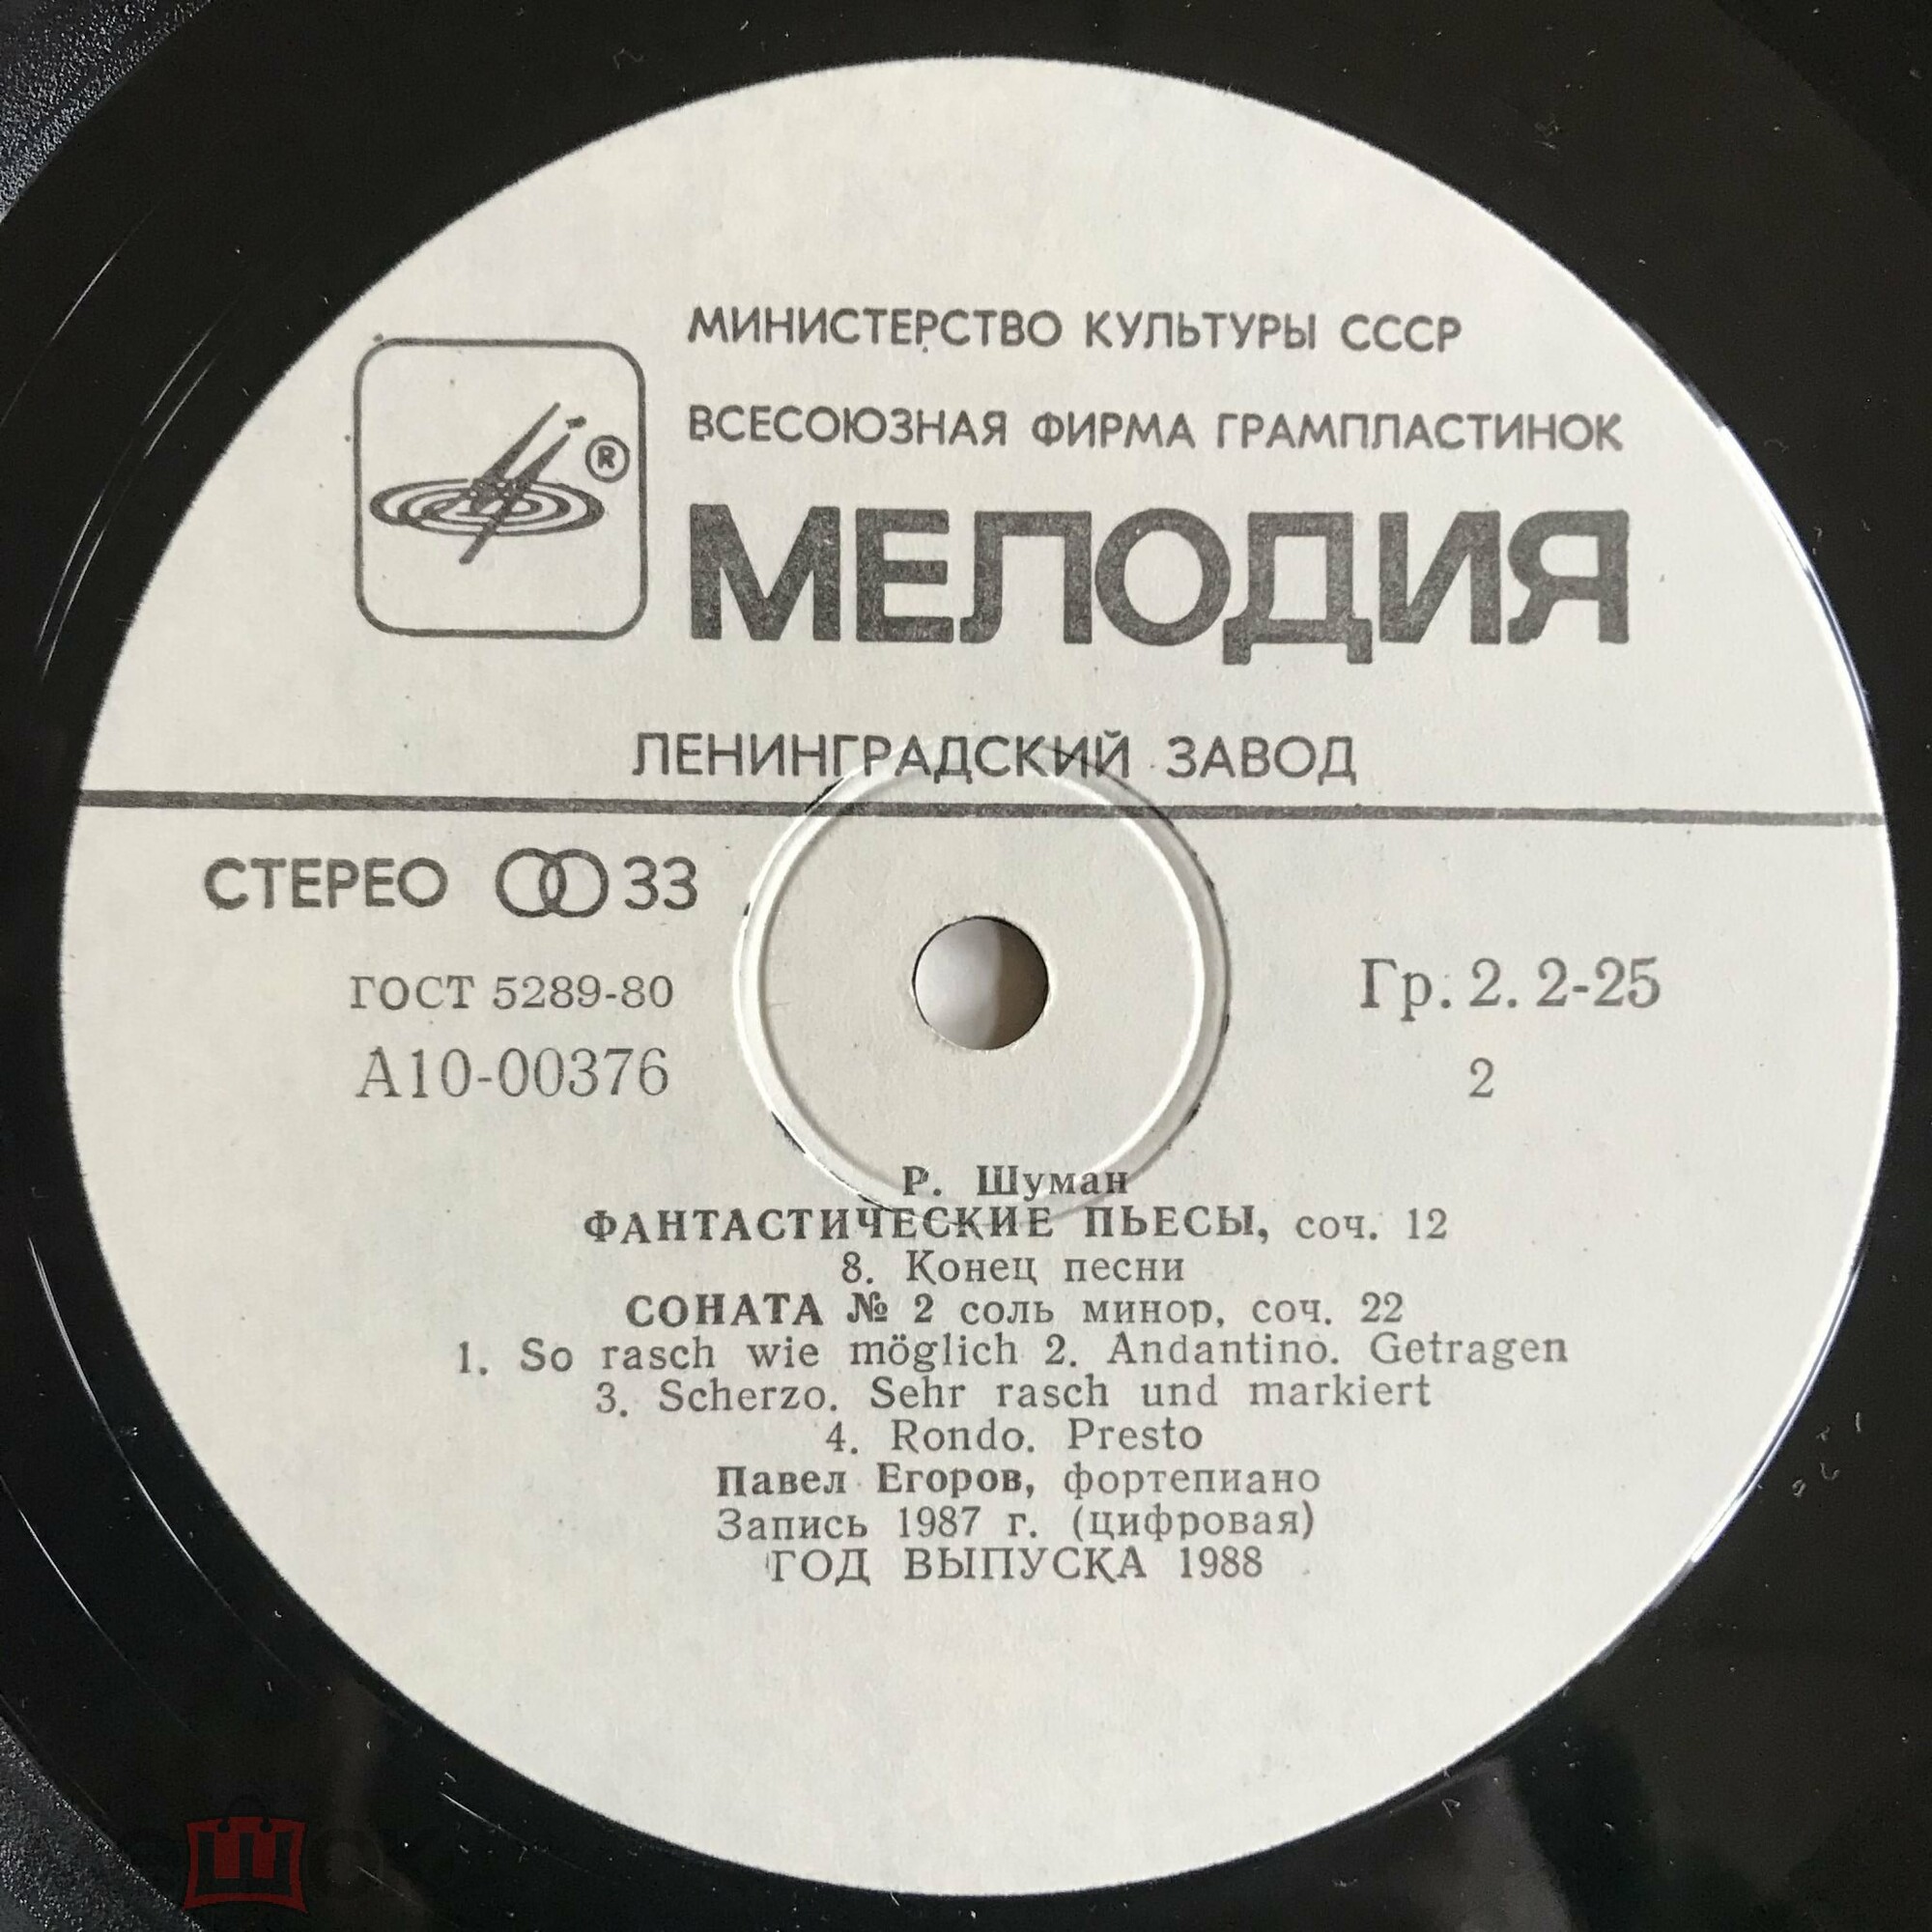 МИНИСТЕРСТВО КУЛЬТУРЫ СССР
ВСЕСОЮЗНАЯ ФИРМА ГРАМПЛАСТИНОК
®
МЕЛОДИЯ
ЛЕНИНГРАДСКИЙ ЗАВОД
СТЕРЕО 33
ГОСТ 5289-80
Гр. 2. 2-25
А10-00376
2
Р. Шуман
ФАНТАСТИЧЕСКИЕ ПЬЕСЫ, соч. 12
8. Конец песни
СОНАТА № 2 соль минор, соч. 22
1. So rasch wie möglich 2. Andantino. Getragen
3. Scherzo. Sehr rasch und markiert
4. Rondo. Presto
Павел Егоров, фортепиано
Запись 1987 г. (цифровая)
ГОД ВЫПУСКА 1988